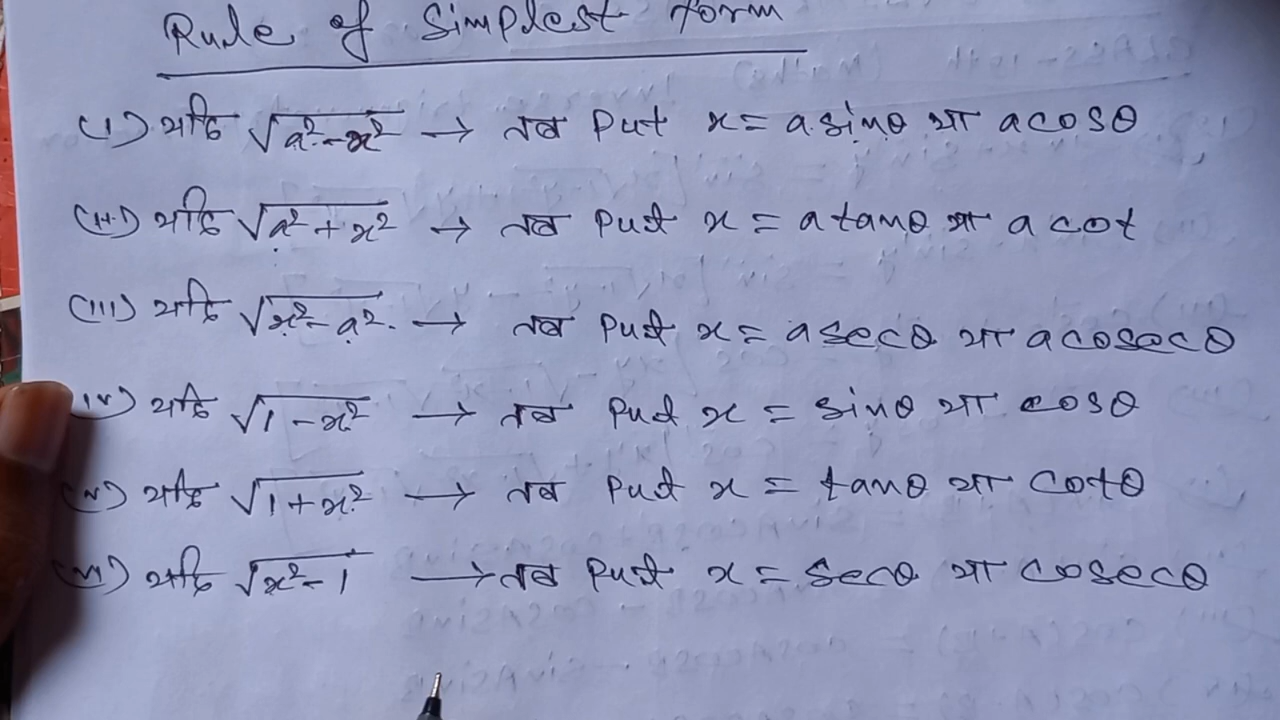 Rule of Simplest form
(I) यदि √a²-x² → तब Put x = a sinθ या a cosθ
(II) यदि √a²+x² → तब Put x = a tanθ या a cot
(III) यदि √x²-a² → तब Put x = a secθ या a cosecθ
(IV) यदि √1-x² → तब Put x = sinθ या cosθ
(V) यदि √1+x² → तब Put x = tanθ या cotθ
(VI) यदि √x²-1 → तब Put x = secθ या cosecθ